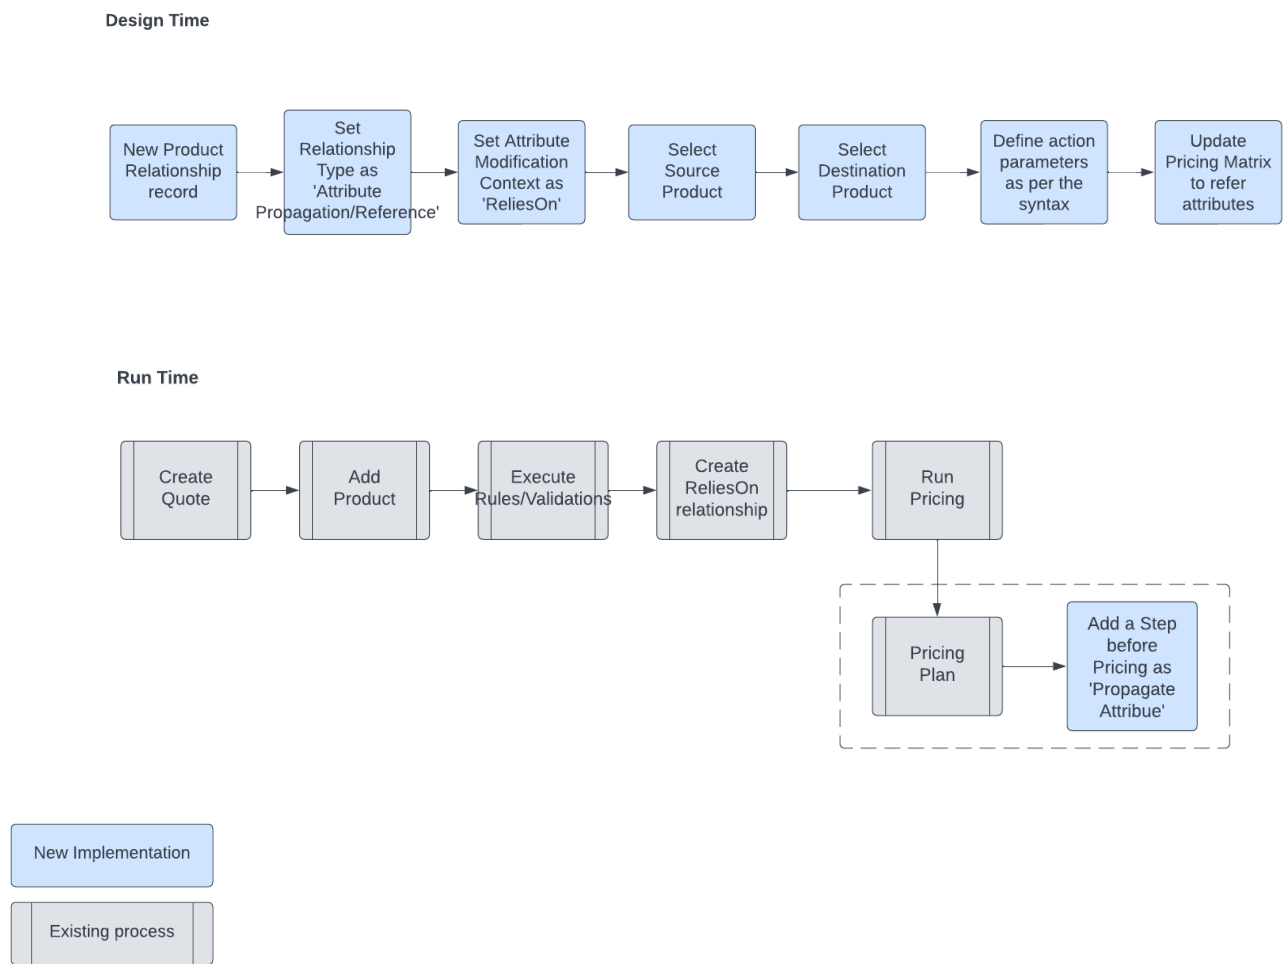 Design Time
New Product
Relationship
record
Set
Relationship
Type as
'Attribute
Propagation/Reference'
Set Attribute
Modification
Context as
'ReliesOn'
Select
Source
Product
Select
Destination
Product
Define action
parameters
as per the
syntax
Update
Pricing Matrix
to refer
attributes
Run Time
Create
Quote
Add
Product
Execute
Rules/Validations
Create
ReliesOn
relationship
Run
Pricing
Pricing
Plan
Add a Step
before
Pricing as
'Propagate
Attribue'
New Implementation
Existing process